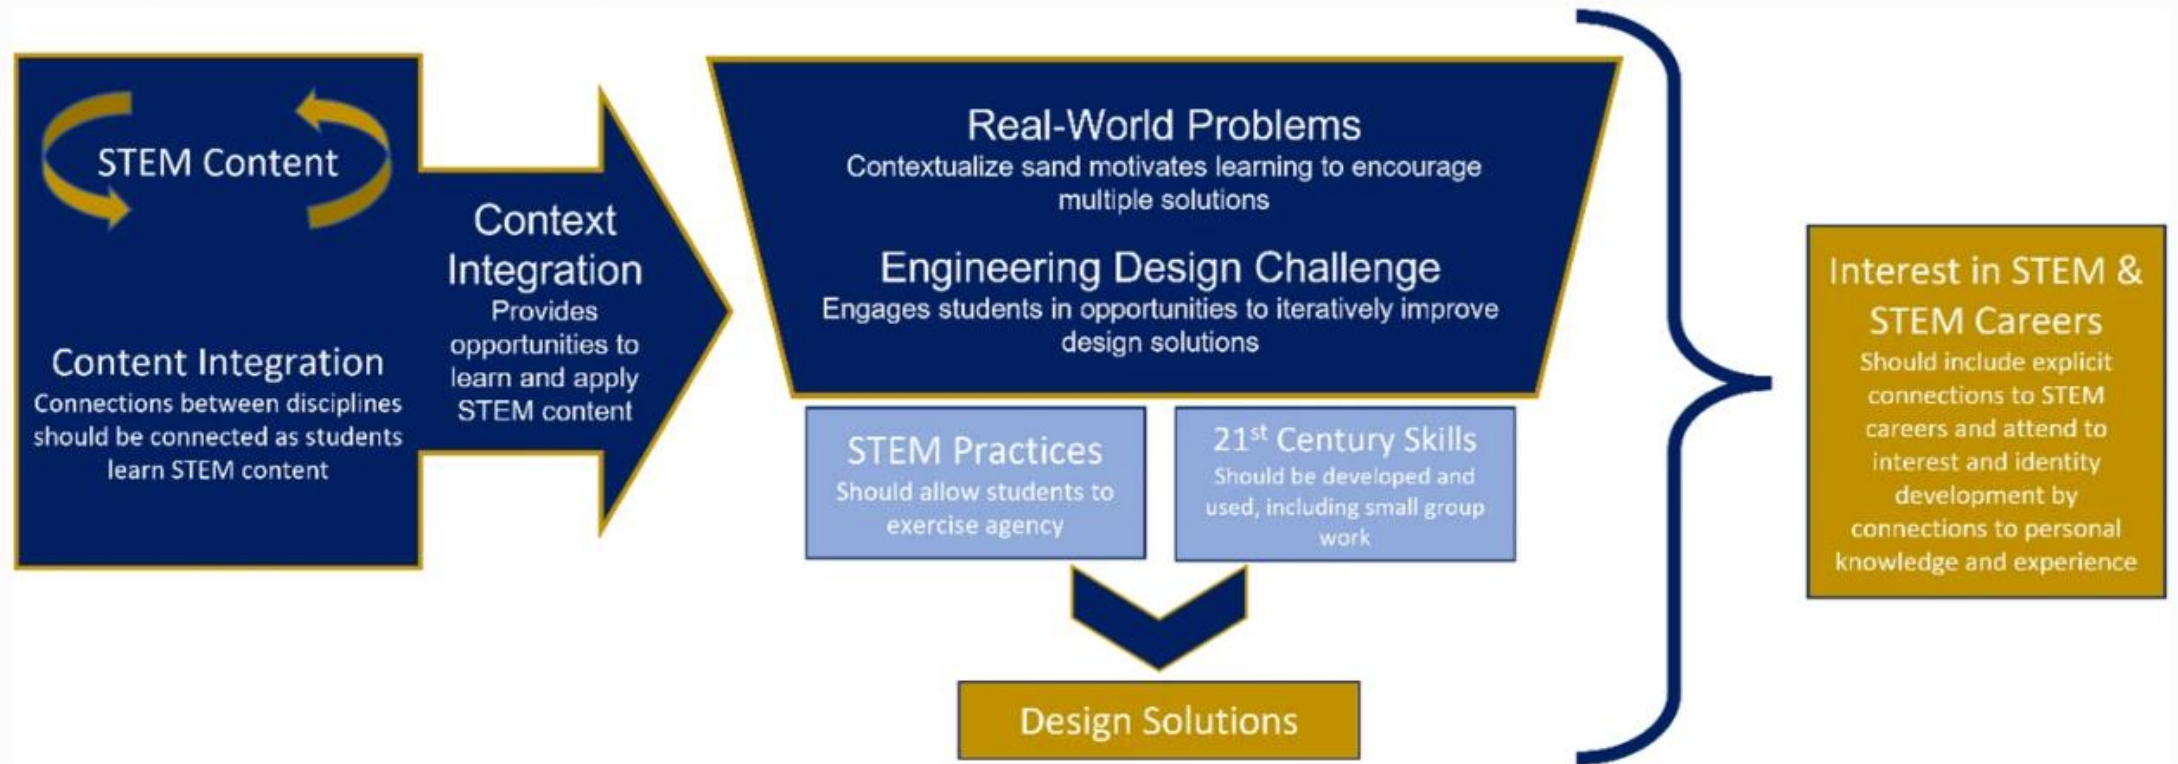 STEM Content
Content Integration
Connections between disciplines
should be connected as students
learn STEM content
Context
Integration
Provides
opportunities to
learn and apply
STEM content
Real-World Problems
Contextualize sand motivates learning to encourage
multiple solutions
Engineering Design Challenge
Engages students in opportunities to iteratively improve
design solutions
STEM Practices
Should allow students to
exercise agency
21st Century Skills
Should be developed and
used, including small group
work
Design Solutions
Interest in STEM &
STEM Careers
Should include explicit
connections to STEM
careers and attend to
interest and identity
development by
connections to personal
knowledge and experience